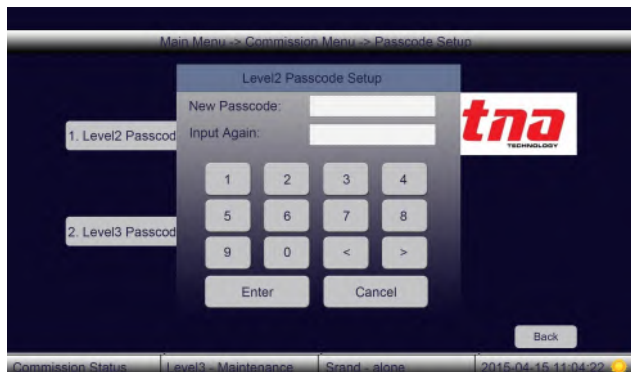 Main Menu -> Commission Menu -> Passcode Setup
Level2 Passcode Setup
New Passcode:
Input Again:
1. Level2 Passcod
tna
TECHNOLOGY
1 2 3 4
5 6 7 8
2. Level3 Passcod
9 0 < >
Enter Cancel
Back
Commission Status Level3 - Maintenance Srand - alone 2015-04-15 11:04:22